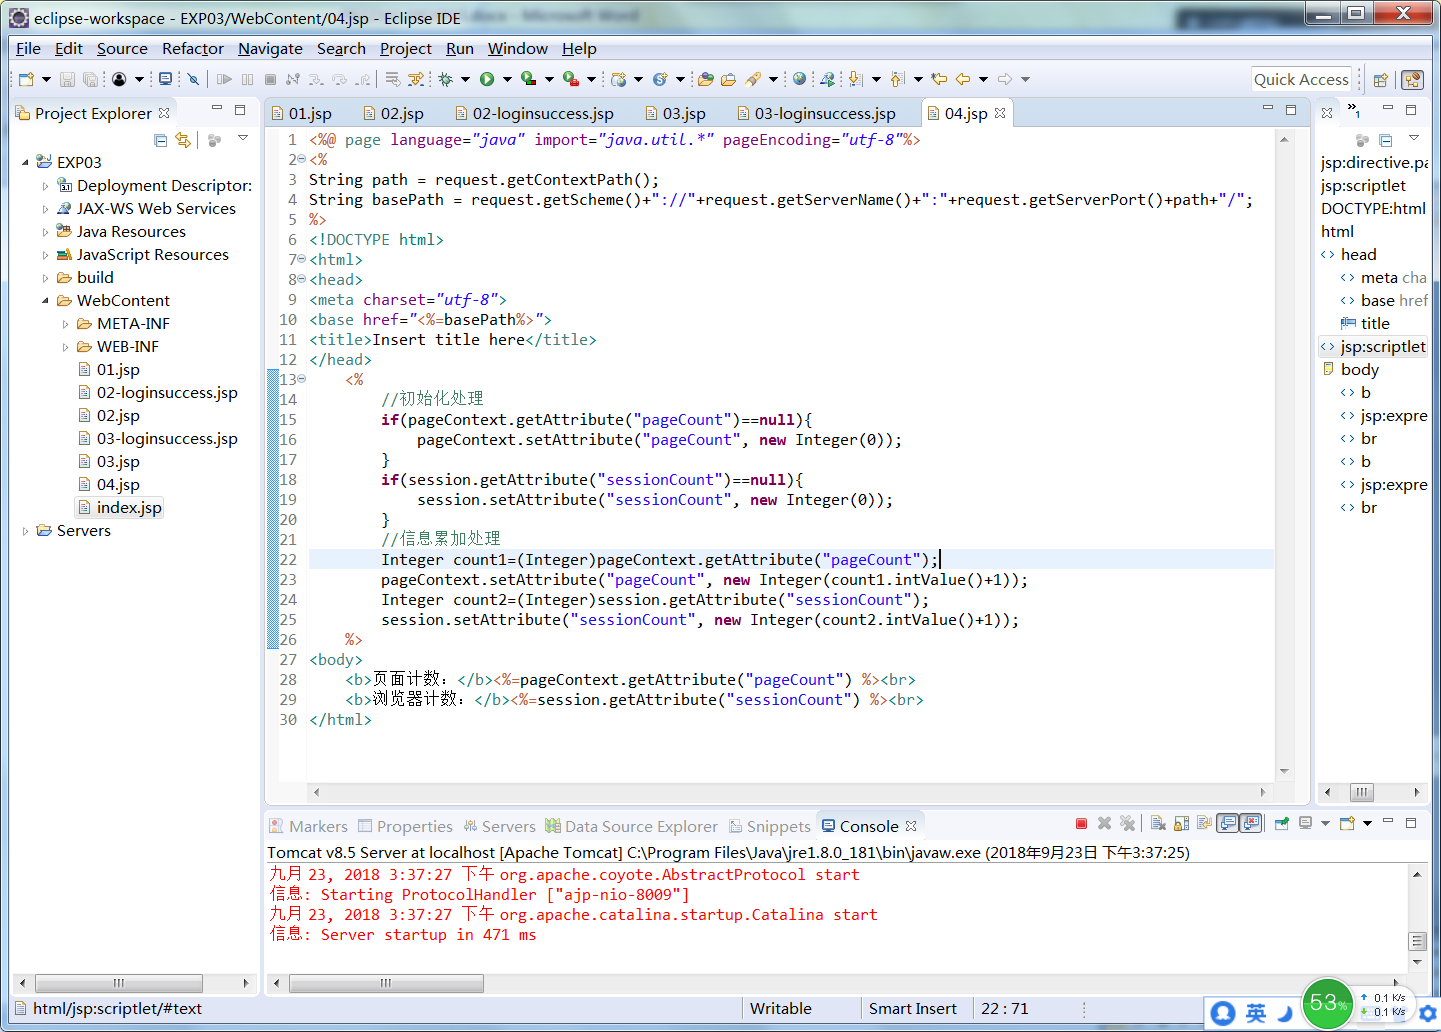 eclipse-workspace - EXP03/WebContent/04.jsp - Eclipse IDE
File Edit Source Refactor Navigate Search Project Run Window Help
Quick Access
Project Explorer
EXP03
Deployment Descriptor:
JAX-WS Web Services
Java Resources
JavaScript Resources
build
WebContent
META-INF
WEB-INF
01.jsp
02-loginsuccess.jsp
02.jsp
03-loginsuccess.jsp
03.jsp
04.jsp
index.jsp
Servers
01.jsp 02.jsp 02-loginsuccess.jsp 03.jsp 03-loginsuccess.jsp 04.jsp
1 <%@ page language="java" import="java.util.*" pageEncoding="utf-8"%>
2 <%
3 String path = request.getContextPath();
4 String basePath = request.getScheme()+"://"+request.getServerName()+":"+request.getServerPort()+path+"/";
5 %>
6 <!DOCTYPE html>
7 <html>
8 <head>
9 <meta charset="utf-8">
10 <base href="<%=basePath%>">
11 <title>Insert title here</title>
12 </head>
13 <%
14 //初始化处理
15 if(pageContext.getAttribute("pageCount")==null){
16 pageContext.setAttribute("pageCount", new Integer(0));
17 }
18 if(session.getAttribute("sessionCount")==null){
19 session.setAttribute("sessionCount", new Integer(0));
20 }
21 //信息累加处理
22 Integer count1=(Integer)pageContext.getAttribute("pageCount");
23 pageContext.setAttribute("pageCount", new Integer(count1.intValue()+1));
24 Integer count2=(Integer)session.getAttribute("sessionCount");
25 session.setAttribute("sessionCount", new Integer(count2.intValue()+1));
26 %>
27 <body>
28 <b>页面计数：</b><%=pageContext.getAttribute("pageCount") %><br>
29 <b>浏览器计数：</b><%=session.getAttribute("sessionCount") %><br>
30 </html>
1
jsp:directive.pa
jsp:scriptlet
DOCTYPE:html
html
head
meta cha
base href
title
jsp:scriptlet
body
b
jsp:expre
br
b
jsp:expre
br
Markers Properties Servers Data Source Explorer Snippets Console
Tomcat v8.5 Server at localhost [Apache Tomcat] C:\Program Files\Java\jre1.8.0_181\bin\javaw.exe (2018年9月23日 下午3:37:25)
九月 23, 2018 3:37:27 下午 org.apache.coyote.AbstractProtocol start
信息: Starting ProtocolHandler ["ajp-nio-8009"]
九月 23, 2018 3:37:27 下午 org.apache.catalina.startup.Catalina start
信息: Server startup in 471 ms
html/jsp:scriptlet/#text Writable Smart Insert 22 : 71
英
53%
0.1 K/s
0.1 K/s